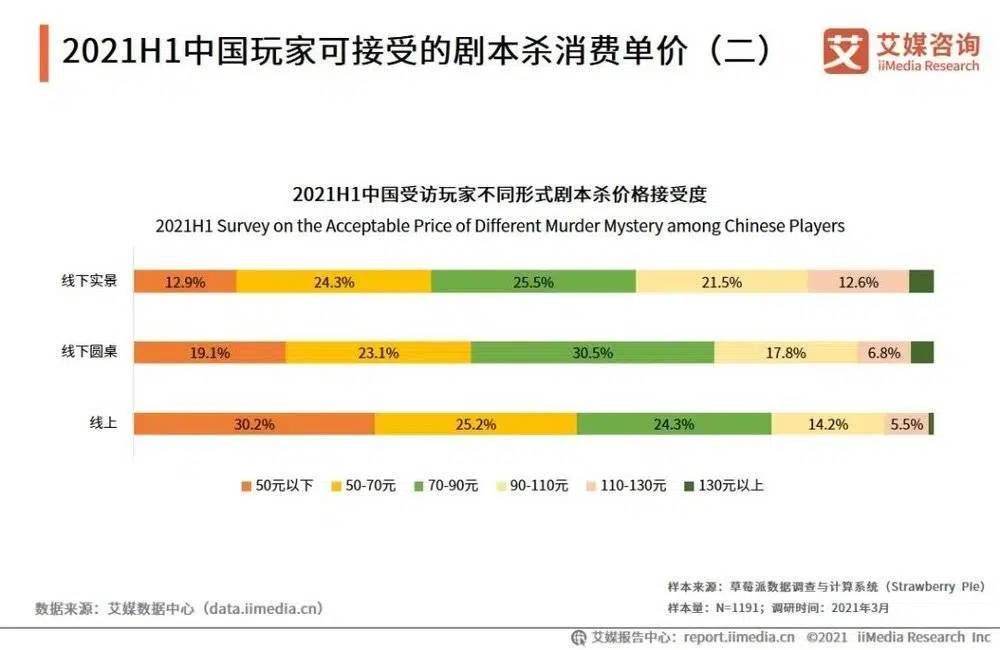 2021H1中国玩家可接受的剧本杀消费单价（二）
艾 艾媒咨询
iiMedia Research
2021H1中国受访玩家不同形式剧本杀价格接受度
2021H1 Survey on the Acceptable Price of Different Murder Mystery among Chinese Players
线下实景 12.9% 24.3% 25.5% 21.5% 12.6%
线下圆桌 19.1% 23.1% 30.5% 17.8% 6.8%
线上 30.2% 25.2% 24.3% 14.2% 5.5%
50元以下 50-70元 70-90元 90-110元 110-130元 130元以上
样本来源：草莓派数据调查与计算系统（Strawberry Pie）
数据来源：艾媒数据中心（data.iimedia.cn）
样本量：N=1191；调研时间：2021年3月
艾媒报告中心：report.iimedia.cn ©2021 iiMedia Research Inc